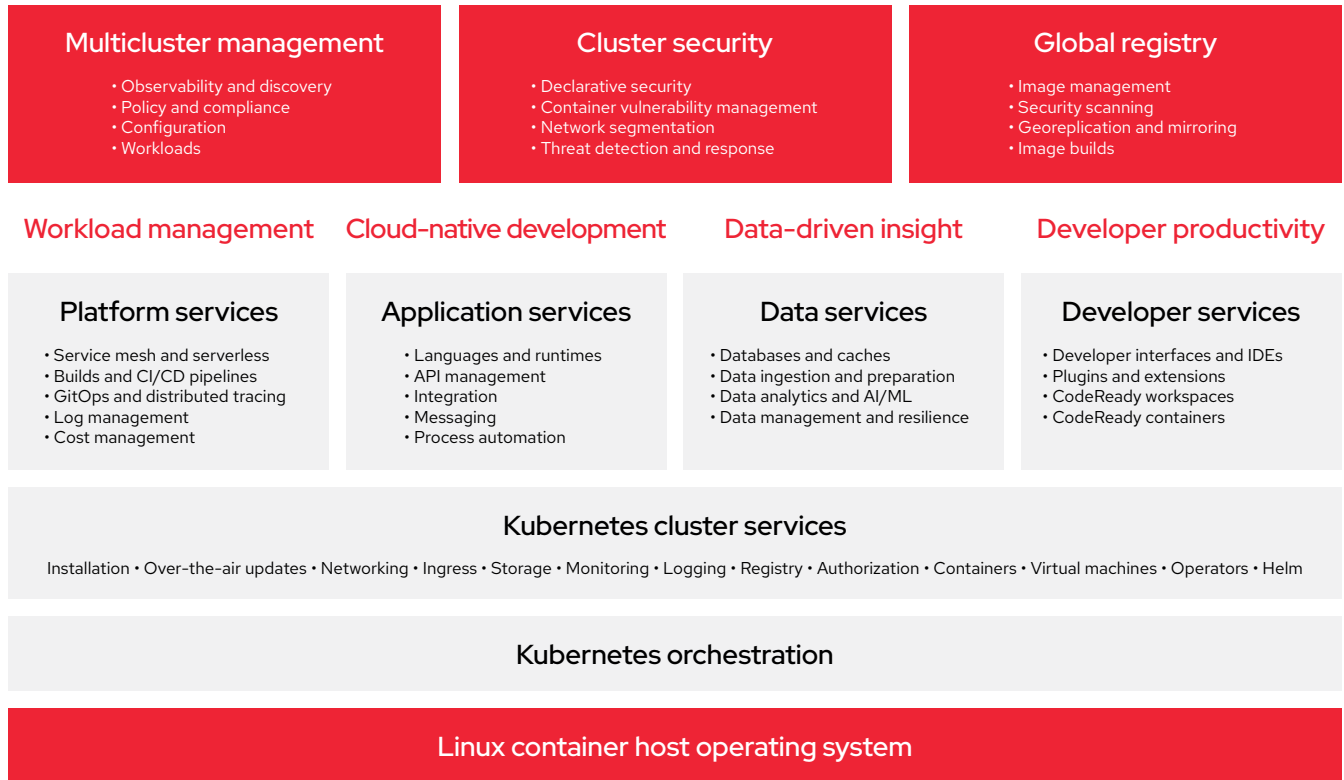 Multicluster management
• Observability and discovery
• Policy and compliance
• Configuration
• Workloads
Cluster security
• Declarative security
• Container vulnerability management
• Network segmentation
• Threat detection and response
Global registry
• Image management
• Security scanning
• Georeplication and mirroring
• Image builds
Workload management
Cloud-native development
Data-driven insight
Developer productivity
Platform services
• Service mesh and serverless
• Builds and CI/CD pipelines
• GitOps and distributed tracing
• Log management
• Cost management
Application services
• Languages and runtimes
• API management
• Integration
• Messaging
• Process automation
Data services
• Databases and caches
• Data ingestion and preparation
• Data analytics and AI/ML
• Data management and resilience
Developer services
• Developer interfaces and IDEs
• Plugins and extensions
• CodeReady workspaces
• CodeReady containers
Kubernetes cluster services
Installation • Over-the-air updates • Networking • Ingress • Storage • Monitoring • Logging • Registry • Authorization • Containers • Virtual machines • Operators • Helm
Kubernetes orchestration
Linux container host operating system